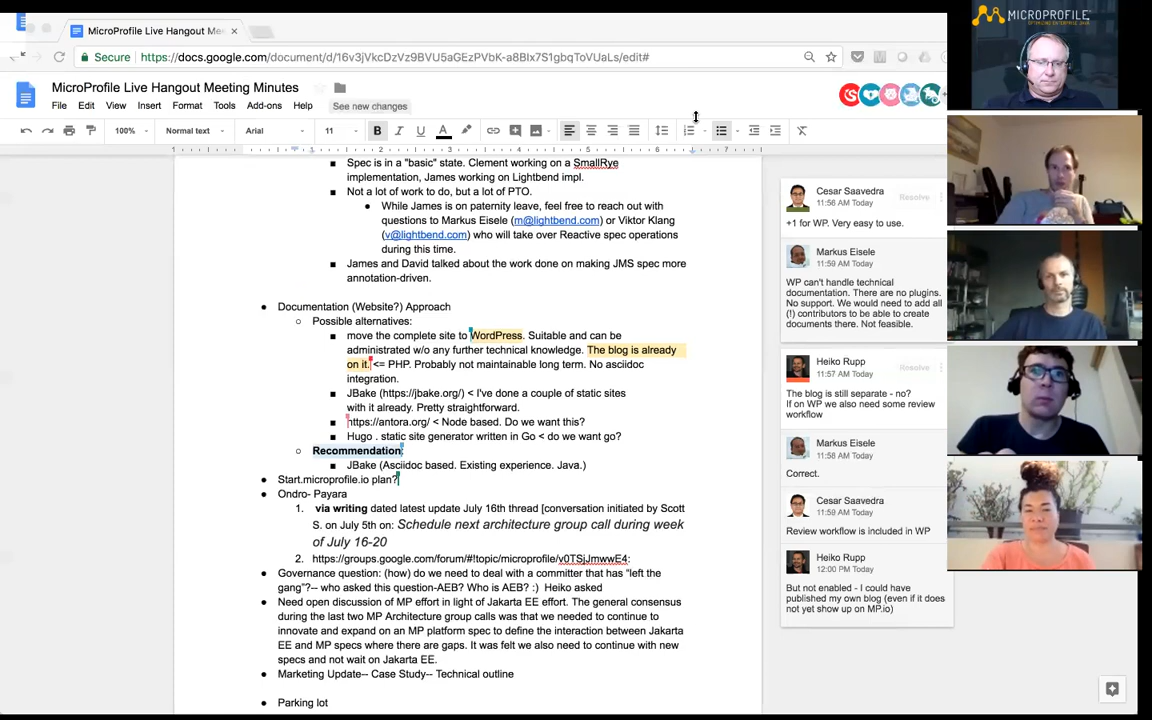 MicroProfile Live Hangout Mee
Secure
https://docs.google.com/document/d/16v3jVkcDzVz9BVU5aGEzPVbK-a8BIx7S1gbqToVUaLs/edit#
MicroProfile Live Hangout Meeting Minutes
File Edit View Insert Format Tools Add-ons Help See new changes
100% Normal text Arial 11 B I U A
1 1 2 3 4 5 6 7
Spec is in a "basic" state. Clement working on a SmallRye
implementation, James working on Lightbend impl.
Not a lot of work to do, but a lot of PTO.
While James is on paternity leave, feel free to reach out with
questions to Markus Eisele (m@lightbend.com) or Viktor Klang
(v@lightbend.com) who will take over Reactive spec operations
during this time.
James and David talked about the work done on making JMS spec more
annotation-driven.
Documentation (Website?) Approach
Possible alternatives:
move the complete site to WordPress. Suitable and can be
administrated w/o any further technical knowledge. The blog is already
on it. <= PHP. Probably not maintainable long term. No asciidoc
integration.
JBake (https://jbake.org/) < I've done a couple of static sites
with it already. Pretty straightforward.
https://antora.org/ < Node based. Do we want this?
Hugo . static site generator written in Go < do we want go?
Recommendation:
JBake (Asciidoc based. Existing experience. Java.)
Start.microprofile.io plan?
Ondro- Payara
1. via writing dated latest update July 16th thread [conversation initiated by Scott
S. on July 5th on: Schedule next architecture group call during week
of July 16-20
2. https://groups.google.com/forum/#!topic/microprofile/v0TSjJmwwE4:
Governance question: (how) do we need to deal with a committer that has "left the
gang"?-- who asked this question-AEB? Who is AEB? :) Heiko asked
Need open discussion of MP effort in light of Jakarta EE effort. The general consensus
during the last two MP Architecture group calls was that we needed to continue to
innovate and expand on an MP platform spec to define the interaction between Jakarta
EE and MP specs where there are gaps. It was felt we also need to continue with new
specs and not wait on Jakarta EE.
Marketing Update-- Case Study-- Technical outline
Parking lot
Cesar Saavedra
11:56 AM Today
Resolve
+1 for WP. Very easy to use.
Markus Eisele
11:59 AM Today
WP can't handle technical
documentation. There are no plugins.
No support. We would need to add all
(!) contributors to be able to create
documents there. Not feasible.
Heiko Rupp
11:57 AM Today
Resolve
The blog is still separate - no?
If on WP we also need some review
workflow
Markus Eisele
11:58 AM Today
Correct.
Cesar Saavedra
11:59 AM Today
Review workflow is included in WP
Heiko Rupp
12:00 PM Today
But not enabled - I could have
published my own blog (even if it does
not yet show up on MP.io)
MICROPROFILE